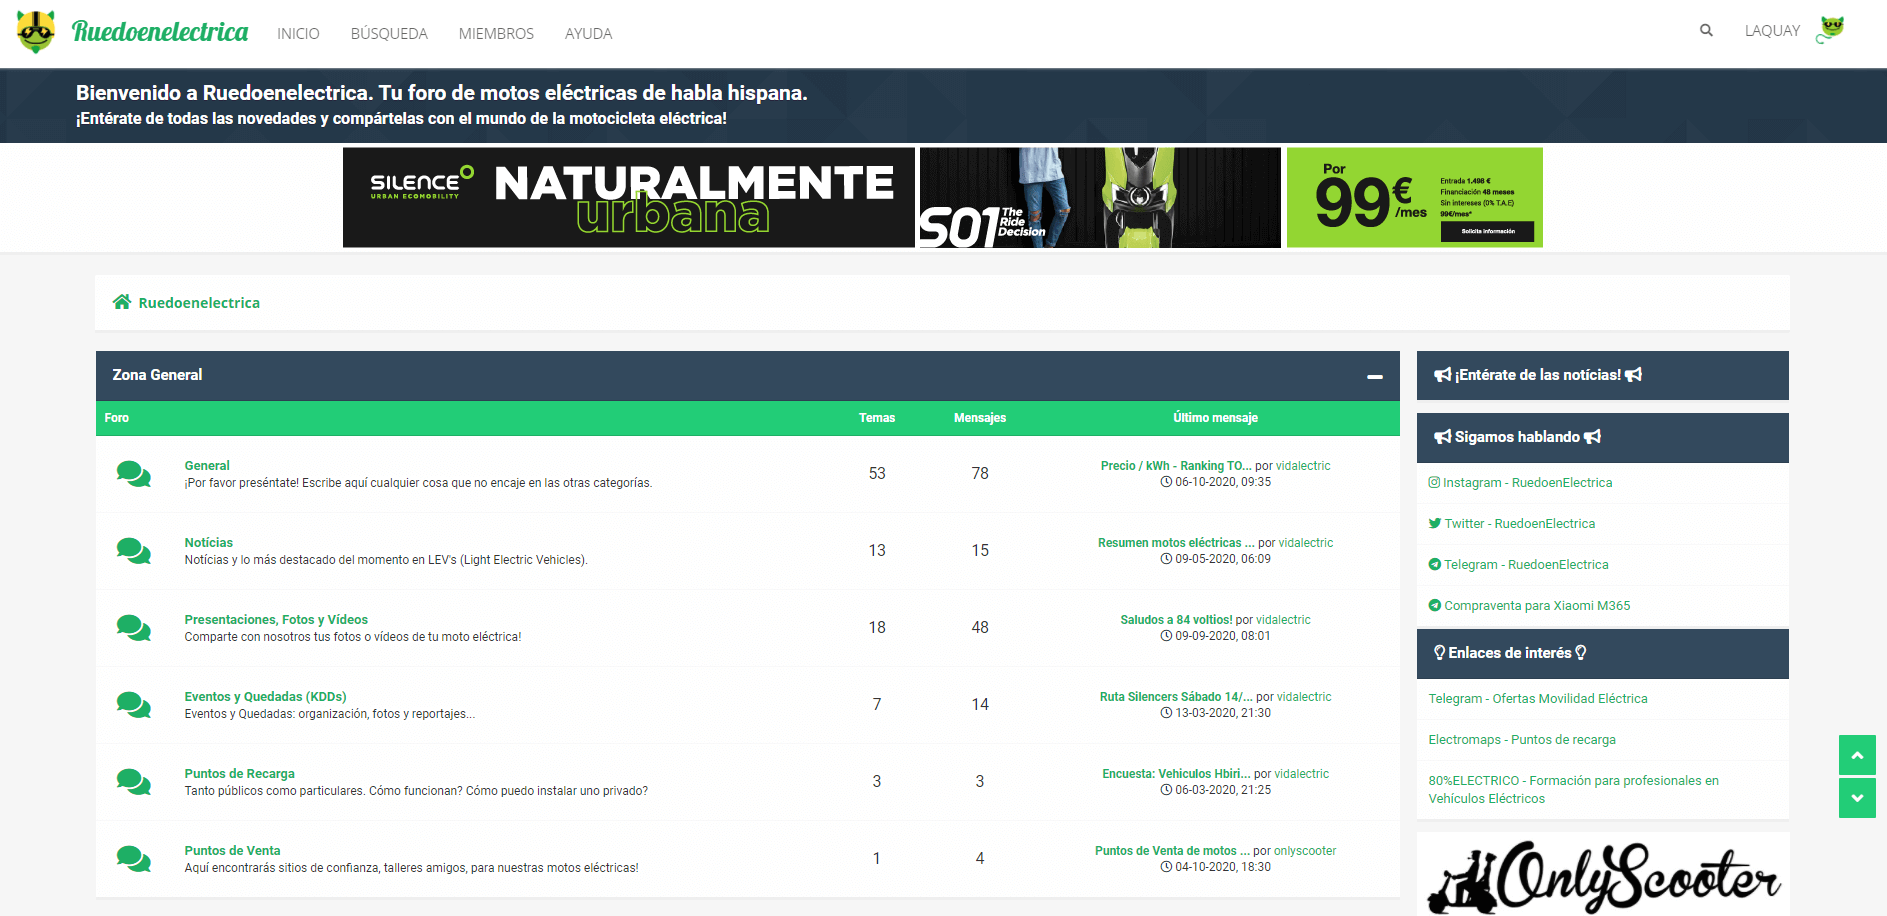 Ruedoenelectrica INICIO BÚSQUEDA MIEMBROS AYUDA LAQUAY
Bienvenido a Ruedoenelectrica. Tu foro de motos eléctricas de habla hispana.
¡Entérate de todas las novedades y compártelas con el mundo de la motocicleta eléctrica!
SILENCE
URBAN ECOMOBILITY
NATURALMENTE
urbana
S01 The Ride Decision
Por
99€/mes
Entrada 1.498 €
Financiación 48 meses
Sin intereses (0% T.A.E)
99€/mes*
Solicita información
Ruedoenelectrica
Zona General
Foro Temas Mensajes Último mensaje
General
¡Por favor preséntate! Escribe aquí cualquier cosa que no encaje en las otras categorías.
53 78
Precio / kWh - Ranking TO... por vidalectric
06-10-2020, 09:35
Notícias
Notícias y lo más destacado del momento en LEV's (Light Electric Vehicles).
13 15
Resumen motos eléctricas ... por vidalectric
09-05-2020, 06:09
Presentaciones, Fotos y Vídeos
Comparte con nosotros tus fotos o vídeos de tu moto eléctrica!
18 48
Saludos a 84 voltios! por vidalectric
09-09-2020, 08:01
Eventos y Quedadas (KDDs)
Eventos y Quedadas: organización, fotos y reportajes...
7 14
Ruta Silencers Sábado 14/... por vidalectric
13-03-2020, 21:30
Puntos de Recarga
Tanto públicos como particulares. Cómo funcionan? Cómo puedo instalar uno privado?
3 3
Encuesta: Vehiculos Hbiri... por vidalectric
06-03-2020, 21:25
Puntos de Venta
Aquí encontrarás sitios de confianza, talleres amigos, para nuestras motos eléctricas!
1 4
Puntos de Venta de motos ... por onlyscooter
04-10-2020, 18:30
¡Entérate de las notícias!
Sigamos hablando
Instagram - RuedoenElectrica
Twitter - RuedoenElectrica
Telegram - RuedoenElectrica
Compraventa para Xiaomi M365
Enlaces de interés
Telegram - Ofertas Movilidad Eléctrica
Electromaps - Puntos de recarga
80%ELECTRICO - Formación para profesionales en
Vehículos Eléctricos
OnlyScooter